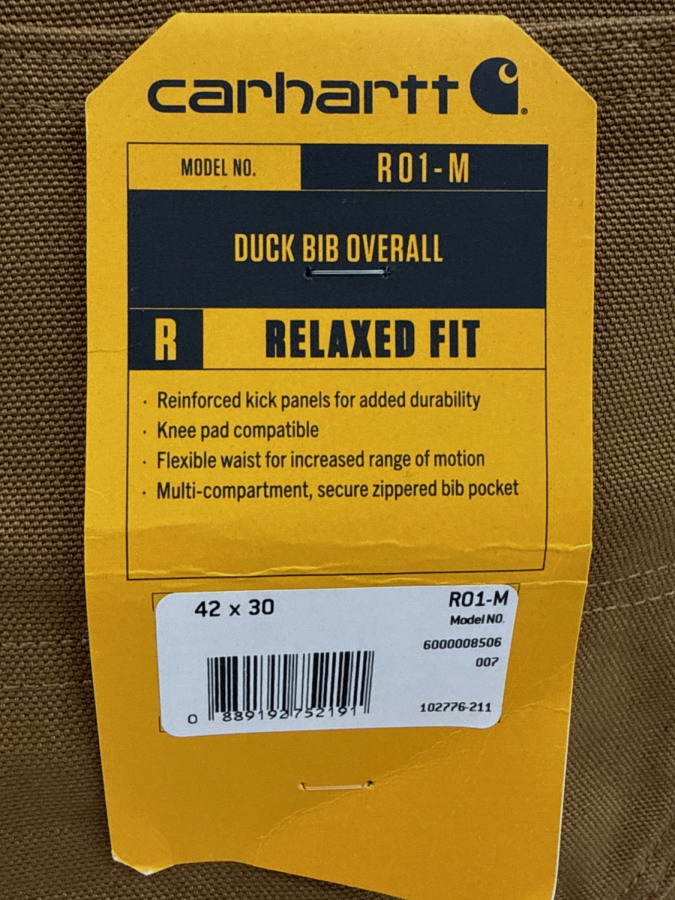 carhartt
MODEL NO. R01-M
DUCK BIB OVERALL
R RELAXED FIT
· Reinforced kick panels for added durability
· Knee pad compatible
· Flexible waist for increased range of motion
· Multi-compartment, secure zippered bib pocket
42 x 30 R01-M
Model NO.
6000008506
007
0 889192 752191
102776-211